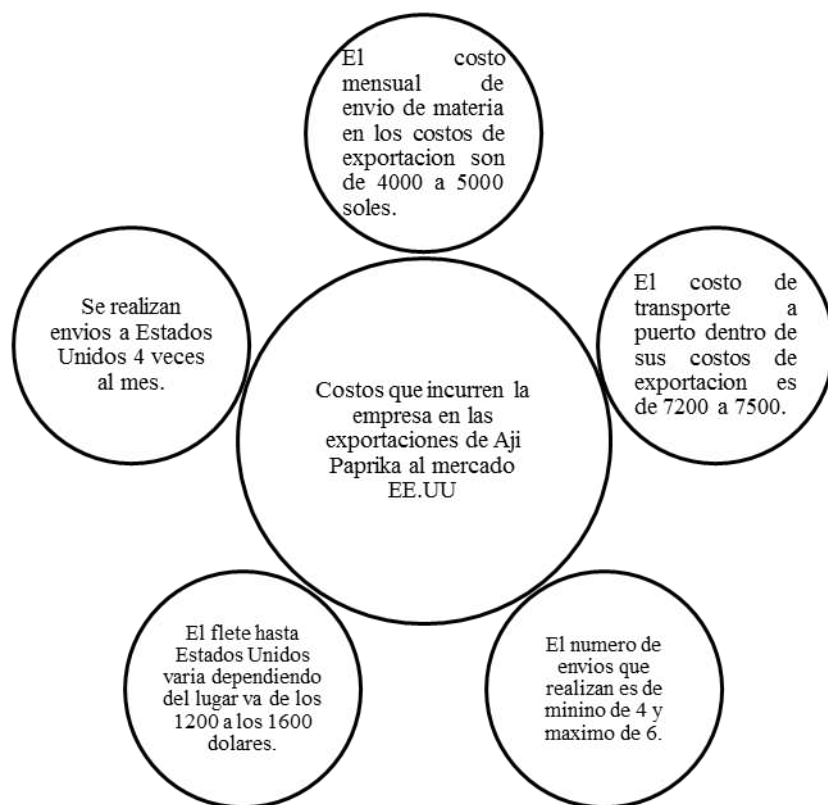 El costo
mensual de
envio de materia
en los costos de
exportacion son
de 4000 a 5000
soles.
Se realizan
envios a Estados
Unidos 4 veces
al mes.
El costo de
transporte a
puerto dentro de
sus costos de
exportacion es
de 7200 a 7500.
Costos que incurren la
empresa en las
exportaciones de Aji
Paprika al mercado
EE.UU
El flete hasta
Estados Unidos
varia dependiendo
del lugar va de los
1200 a los 1600
dolares.
El numero de
envios que
realizan es de
minino de 4 y
maximo de 6.